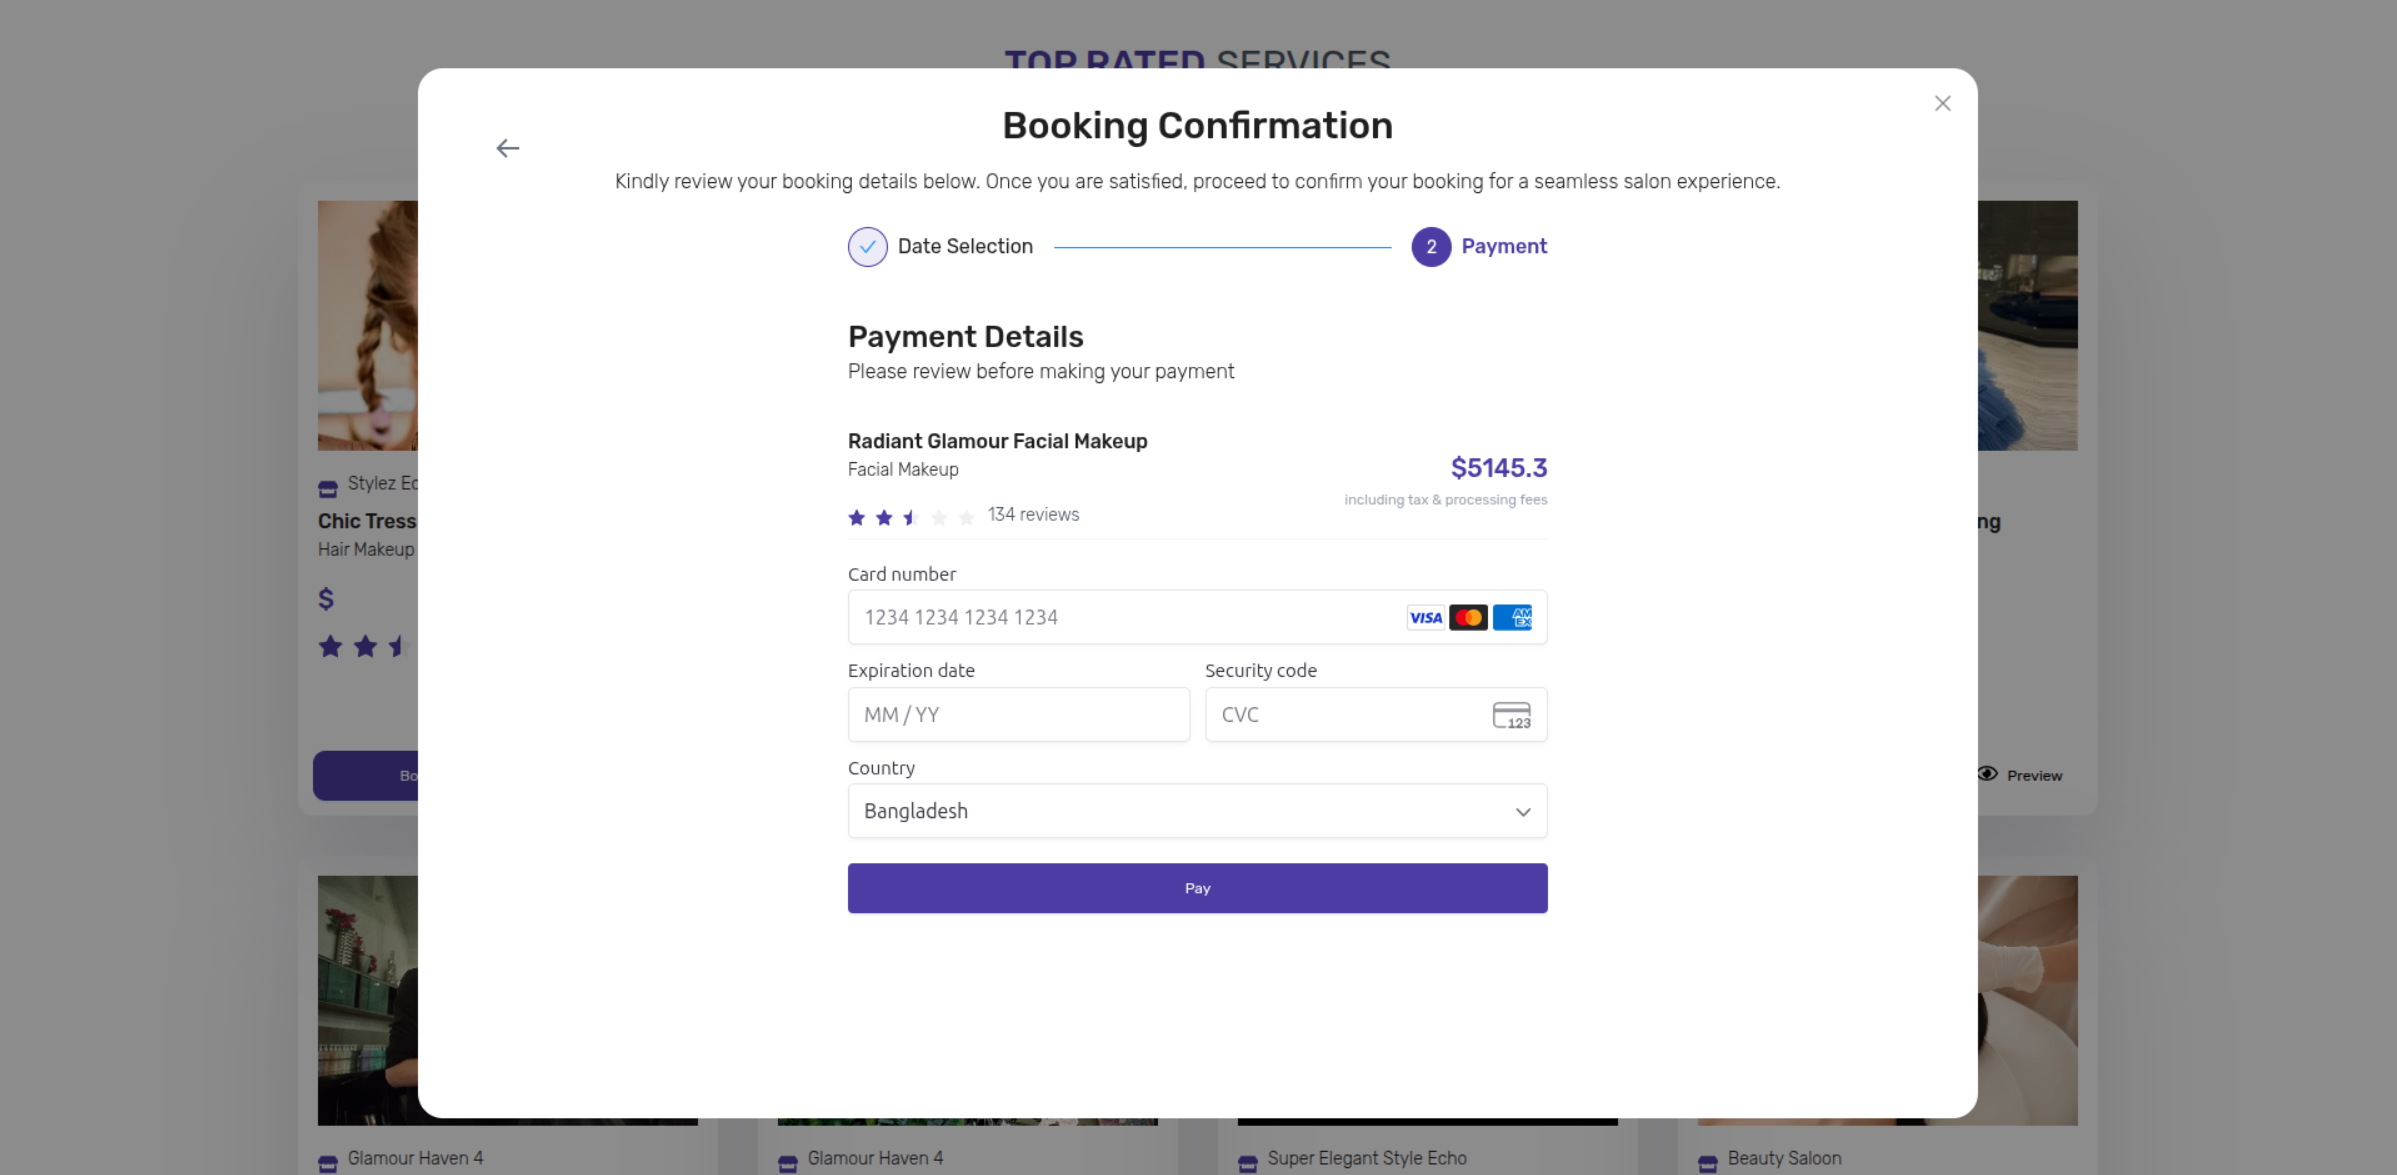 TOP RATED SERVICES
Booking Confirmation
Kindly review your booking details below. Once you are satisfied, proceed to confirm your booking for a seamless salon experience.
Date Selection
2 Payment
Payment Details
Please review before making your payment
Radiant Glamour Facial Makeup
Facial Makeup
$5145.3
including tax & processing fees
134 reviews
Card number
1234 1234 1234 1234
VISA
AM
EX
Expiration date
Security code
MM / YY
CVC
123
Country
Bangladesh
Pay
Stylez Ec
Chic Tress
Hair Makeup
$
Bo
ng
Preview
Glamour Haven 4
Glamour Haven 4
Super Elegant Style Echo
Beauty Saloon